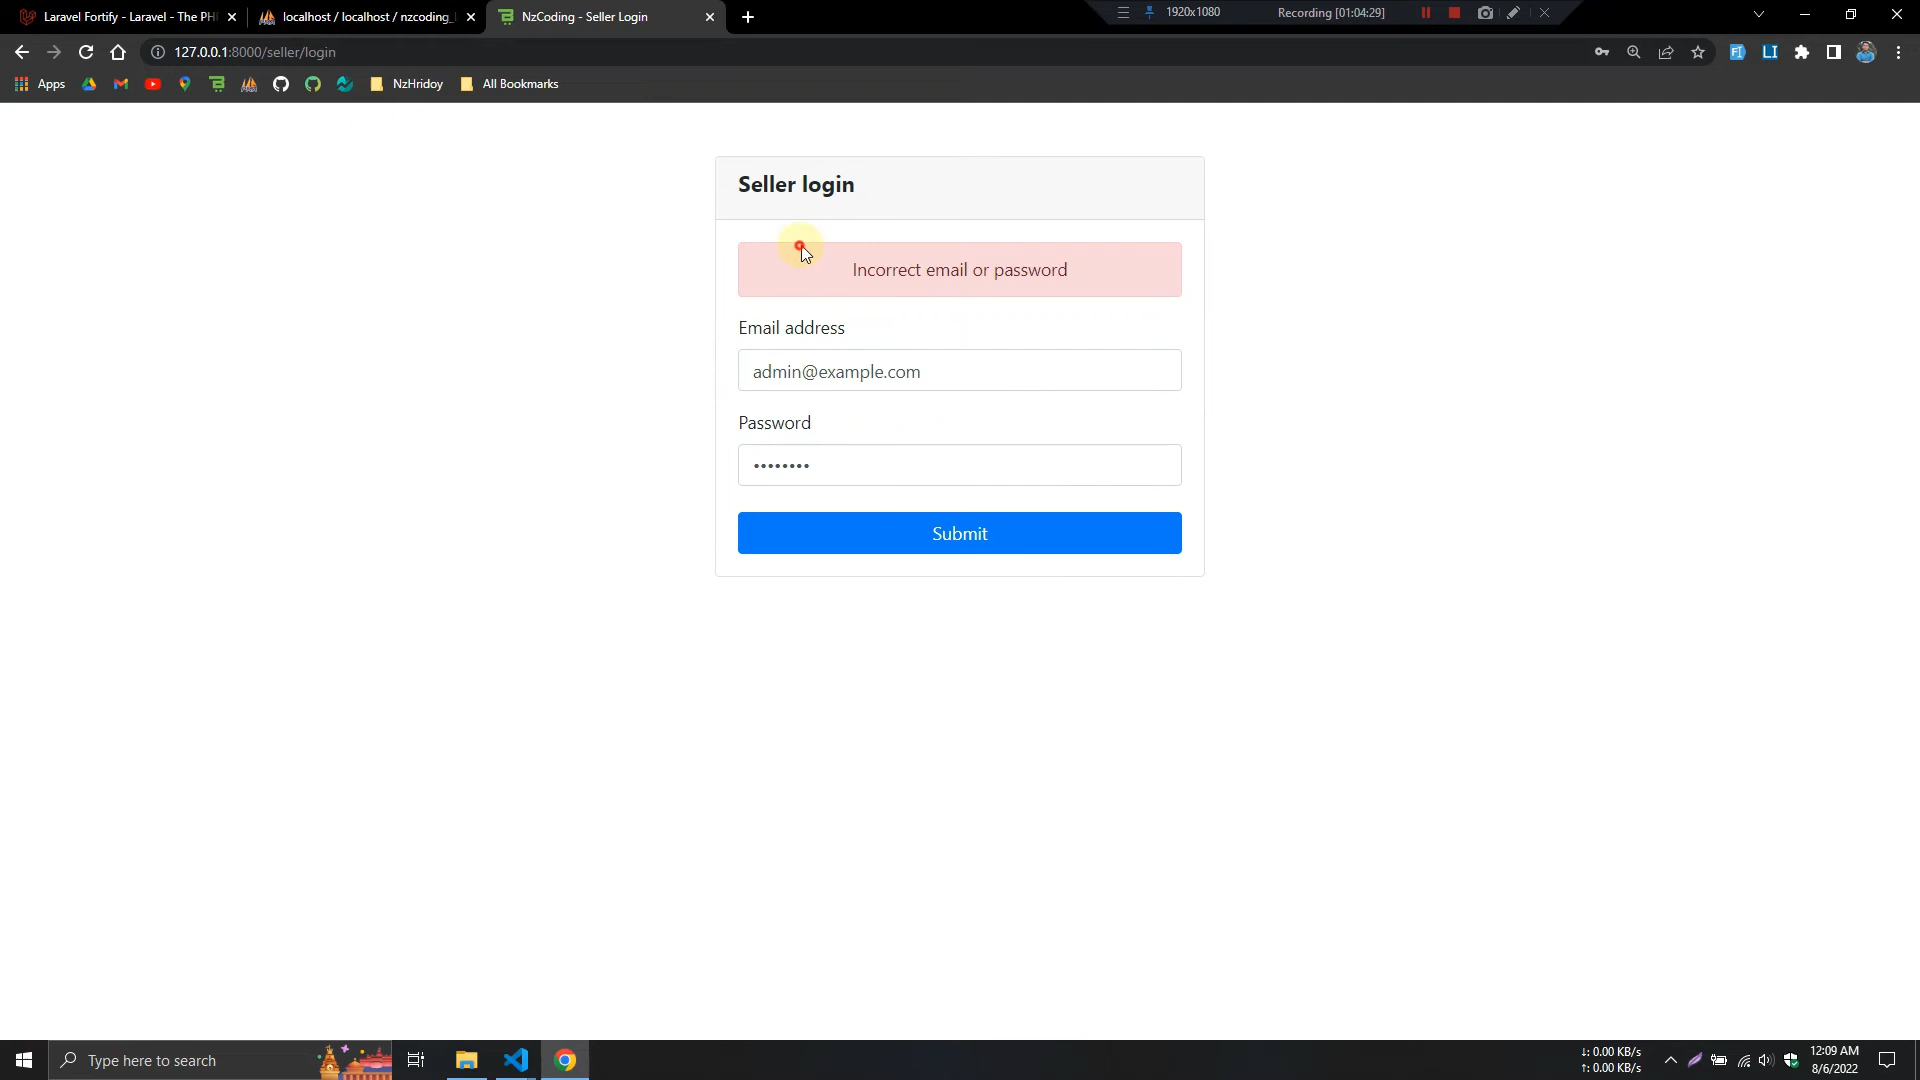 Laravel Fortify - Laravel - The PH
localhost / localhost / nzcoding_
NzCoding - Seller Login
1920x1080
Recording [01:04:29]
127.0.0.1:8000/seller/login
Apps
NzHridoy
All Bookmarks
Seller login
Incorrect email or password
Email address
admin@example.com
Password
Submit
Type here to search
↓: 0.00 KB/s
↑: 0.00 KB/s
12:09 AM
8/6/2022